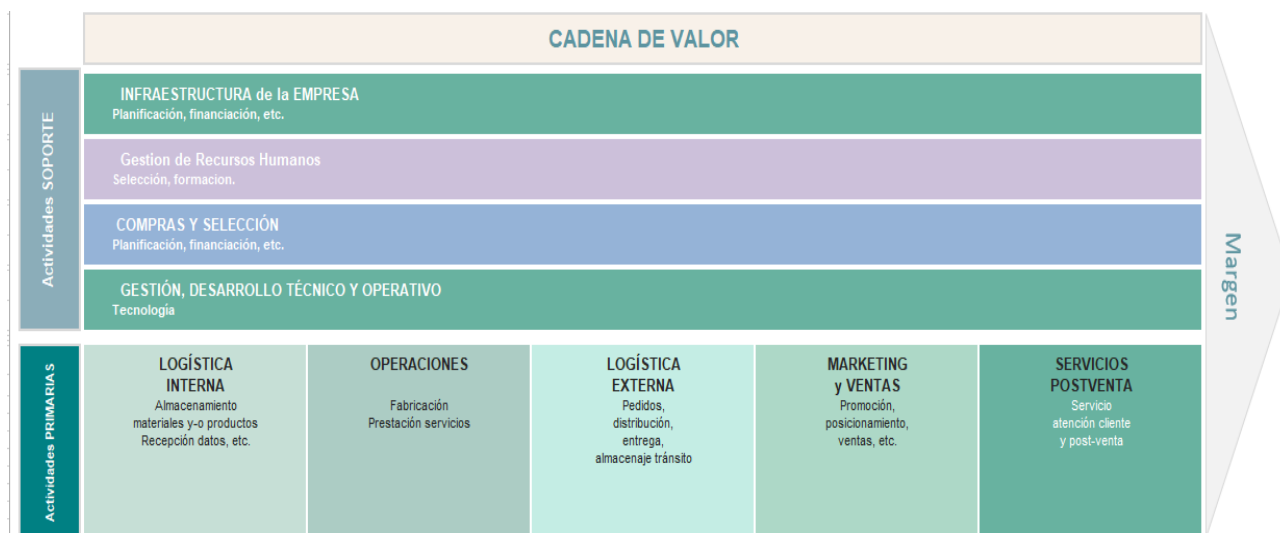 CADENA DE VALOR
Actividades SOPORTE
INFRAESTRUCTURA de la EMPRESA
Planificación, financiación, etc.
Gestion de Recursos Humanos
Selección, formacion.
COMPRAS Y SELECCIÓN
Planificación, financiación, etc.
GESTIÓN, DESARROLLO TÉCNICO Y OPERATIVO
Tecnología
Margen
Actividades PRIMARIAS
LOGÍSTICA
INTERNA
Almacenamiento
materiales y-o productos
Recepción datos, etc.
OPERACIONES
Fabricación
Prestación servicios
LOGÍSTICA
EXTERNA
Pedidos,
distribución,
entrega,
almacenaje tránsito
MARKETING
y VENTAS
Promoción,
posicionamiento,
ventas, etc.
SERVICIOS
POSTVENTA
Servicio
atención cliente
y post-venta